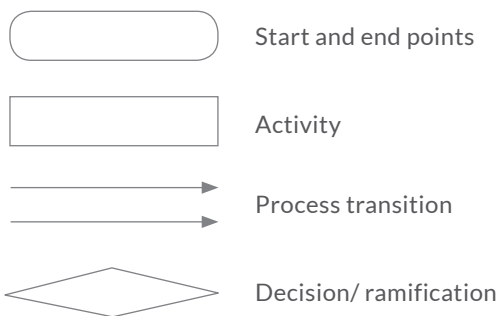 Start and end points
Activity
Process transition
Decision/ ramification